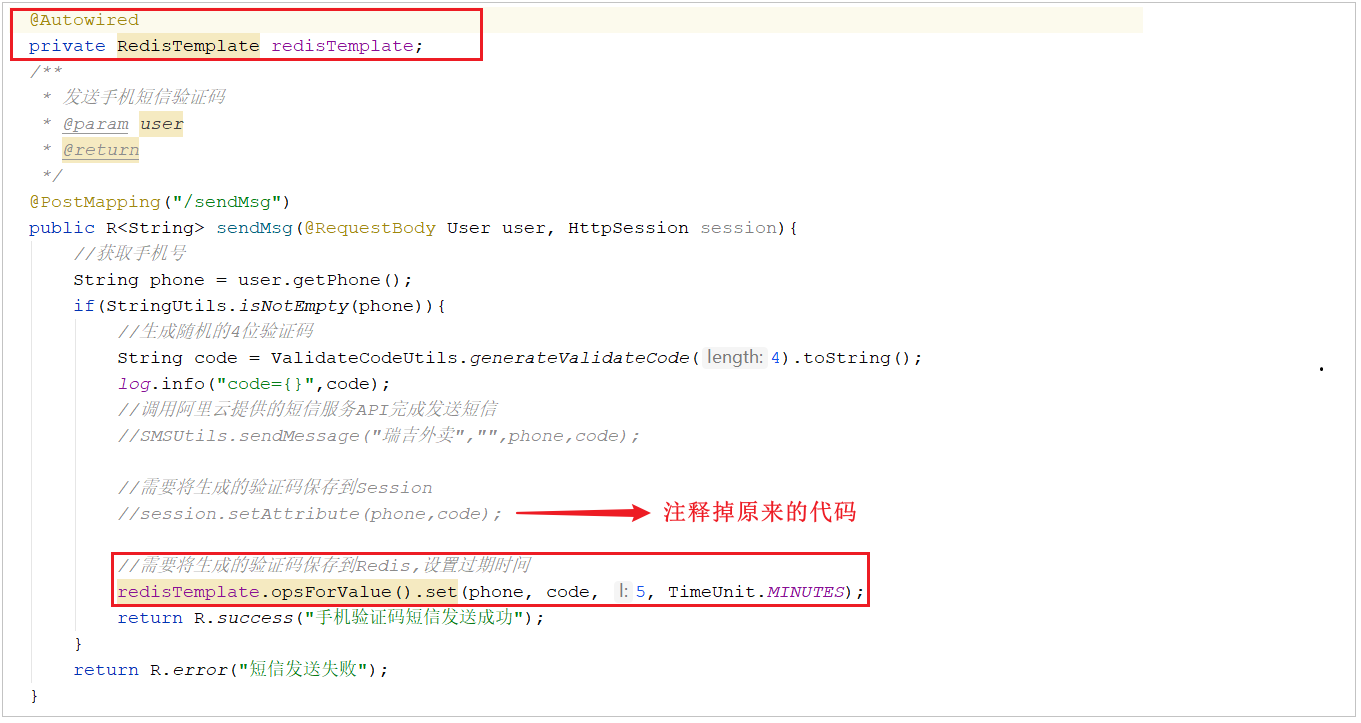 @Autowired
private RedisTemplate redisTemplate;
/**
* 发送手机短信验证码
* @param user
* @return
*/
@PostMapping("/sendMsg")
public R<String> sendMsg(@RequestBody User user, HttpSession session){
//获取手机号
String phone = user.getPhone();
if(StringUtils.isNotEmpty(phone)){
//生成随机的4位验证码
String code = ValidateCodeUtils.generateValidateCode( length: 4).toString();
log.info("code={}",code);
//调用阿里云提供的短信服务API完成发送短信
//SMSUtils.sendMessage("瑞吉外卖","",phone,code);
//需要将生成的验证码保存到Session
//session.setAttribute(phone,code); 注释掉原来的代码
//需要将生成的验证码保存到Redis,设置过期时间
redisTemplate.opsForValue().set(phone, code, l: 5, TimeUnit.MINUTES);
return R.success("手机验证码短信发送成功");
}
return R.error("短信发送失败");
}